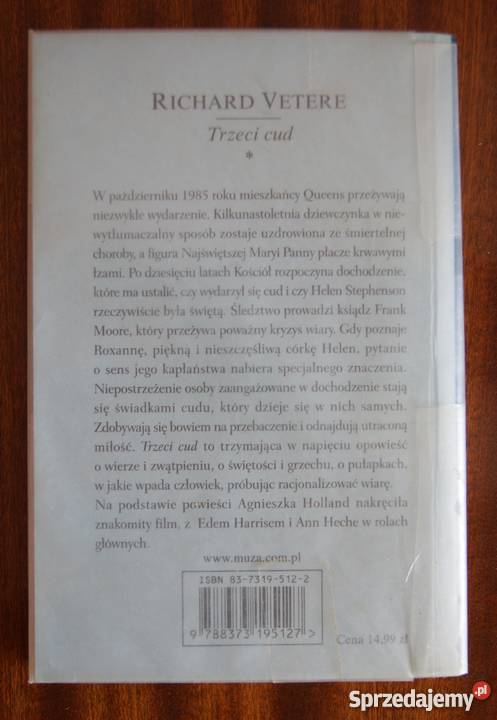 RICHARD VETERE
Trzeci cud
*
W październiku 1985 roku mieszkańcy Queens przeżywają
niezwykłe wydarzenie. Kilkunastoletnia dziewczynka w nie-
wytłumaczalny sposób zostaje uzdrowiona ze śmiertelnej
choroby, a figura Najświętszej Maryi Panny płacze krwawymi
łzami. Po dziesięciu latach Kościół rozpoczyna dochodzenie,
które ma ustalić, czy wydarzył się cud i czy Helen Stephenson
rzeczywiście była świętą. Śledztwo prowadzi ksiądz Frank
Moore, który przeżywa poważny kryzys wiary. Gdy poznaje
Roxannę, piękną i nieszczęśliwą córkę Helen, pytanie
o sens jego kapłaństwa nabiera specjalnego znaczenia.
Niepostrzeżenie osoby zaangażowane w dochodzenie stają
się świadkami cudu, który dzieje się w nich samych.
Zdobywają się bowiem na przebaczenie i odnajdują utraconą
miłość. Trzeci cud to trzymająca w napięciu opowieść
o wierze i zwątpieniu, o świętości i grzechu, o pułapkach,
w jakie wpada człowiek, próbując racjonalizować wiarę.
Na podstawie powieści Agnieszka Holland nakręciła
znakomity film, z Edem Harrisem i Ann Heche w rolach
głównych.
www.muza.com.pl
ISBN 83-7319-512-2
9 788373 195127 >
Cena 14,99 zł
Sprzedajemy.pl